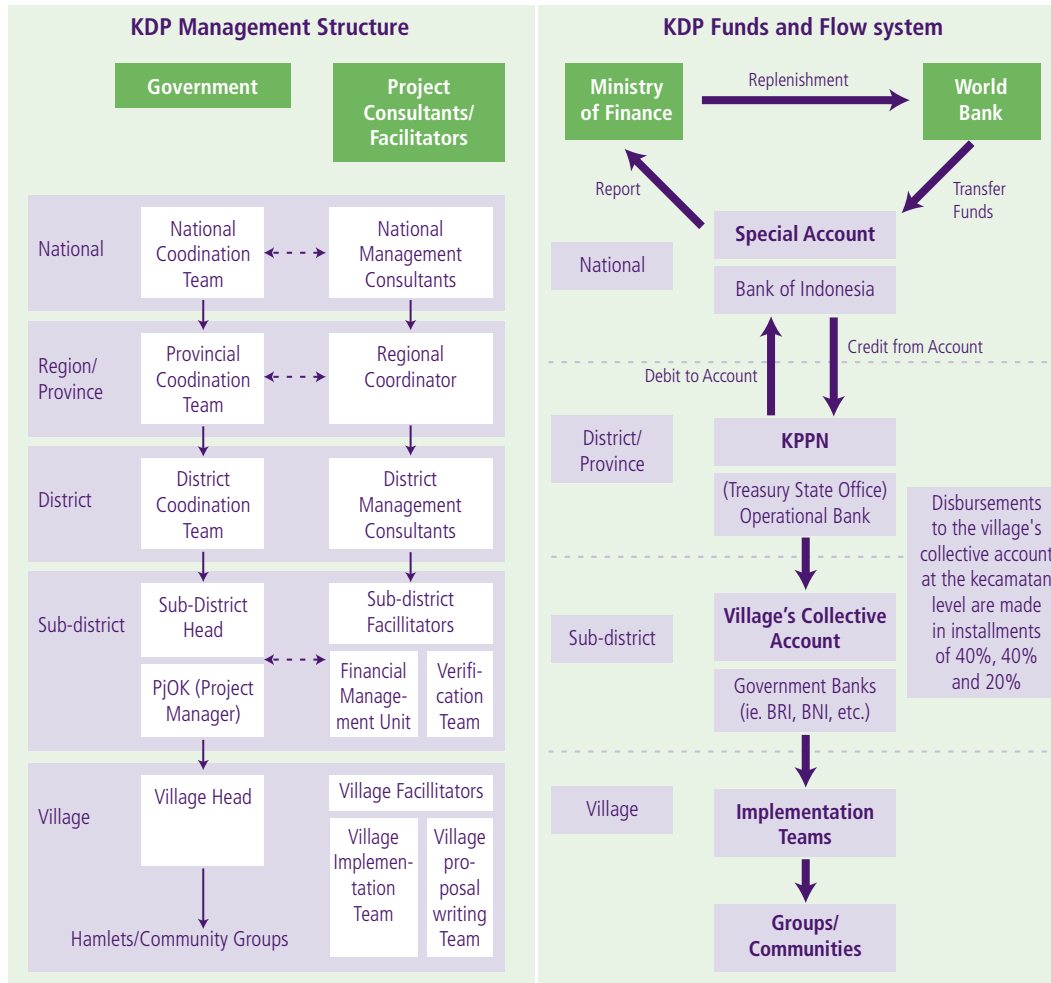 KDP Management Structure
Government
Project
Consultants/
Facilitators
National
National
Coodination
Team
National
Management
Consultants
Region/
Province
Provincial
Coodination
Team
Regional
Coordinator
District
District
Coodination
Team
District
Management
Consultants
Sub-district
Sub-District
Head
PjOK (Project
Manager)
Sub-district
Facillitators
Financial
Manage-
ment Unit
Verifi-
cation
Team
Village
Village Head
Hamlets/Community Groups
Village Facillitators
Village
Implemen-
tation
Team
Village
pro-
posal
writing
Team
KDP Funds and Flow system
Ministry
of Finance
Replenishment
World
Bank
Report
Transfer
Funds
National
Special Account
Bank of Indonesia
Debit to Account
Credit from Account
District/
Province
KPPN
(Treasury State Office)
Operational Bank
Disbursements
to the village's
collective account
at the kecamatan
level are made
in installments
of 40%, 40%
and 20%
Sub-district
Village’s Collective
Account
Government Banks
(ie. BRI, BNI, etc.)
Village
Implementation
Teams
Groups/
Communities